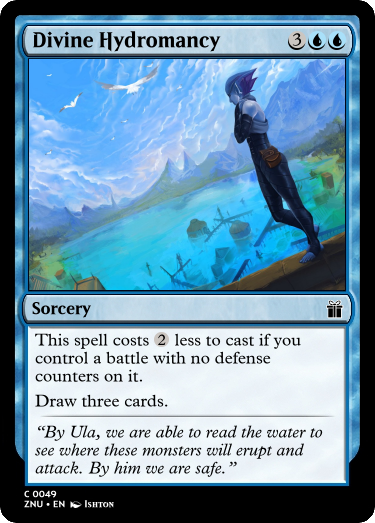 Divine Hydromancy 3
Sorcery
This spell costs 2 less to cast if you
control a battle with no defense
counters on it.
Draw three cards.
“By Ula, we are able to read the water to
see where these monsters will erupt and
attack. By him we are safe.”
C 0049
ZNU • EN Ishton